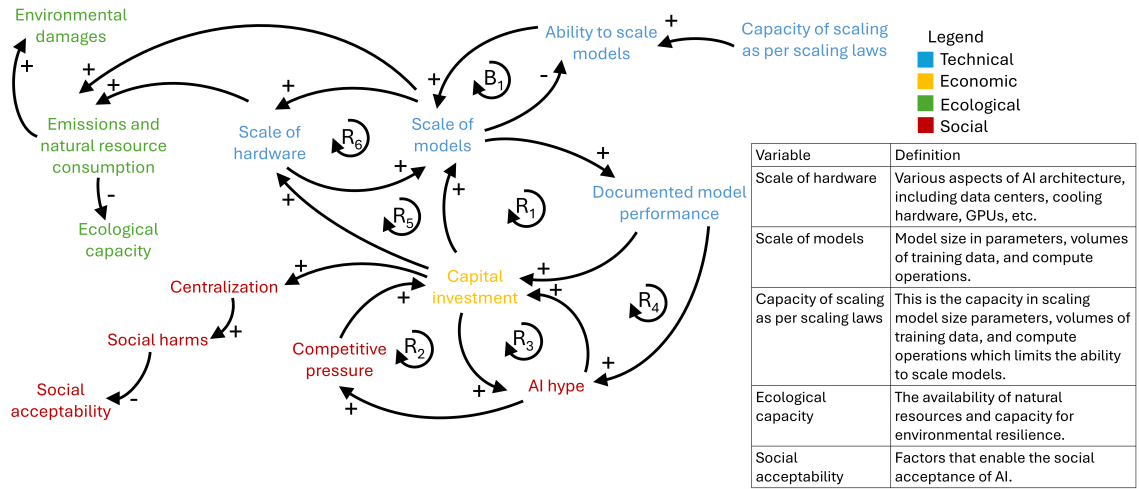 Environmental
damages
+
Emissions and
natural resource
consumption
-
Ecological
capacity
+
+
Scale of
hardware
+
R6
+
Scale of
models
+
B1
-
Ability to scale
models
+
Capacity of scaling
as per scaling laws
+
Documented model
performance
+
+
R5
R1
+
Capital
investment
+
+
+
Centralization
+
Social harms
-
Social
acceptability
Competitive
pressure
+
R2
R3
R4
+
AI hype
+
+
Legend
Technical
Economic
Ecological
Social
Variable Definition
Scale of hardware Various aspects of AI architecture,
including data centers, cooling
hardware, GPUs, etc.
Scale of models Model size in parameters, volumes
of training data, and compute
operations.
Capacity of scaling This is the capacity in scaling
as per scaling laws model size parameters, volumes of
training data, and compute
operations which limits the ability
to scale models.
Ecological The availability of natural
capacity resources and capacity for
environmental resilience.
Social Factors that enable the social
acceptability acceptance of AI.